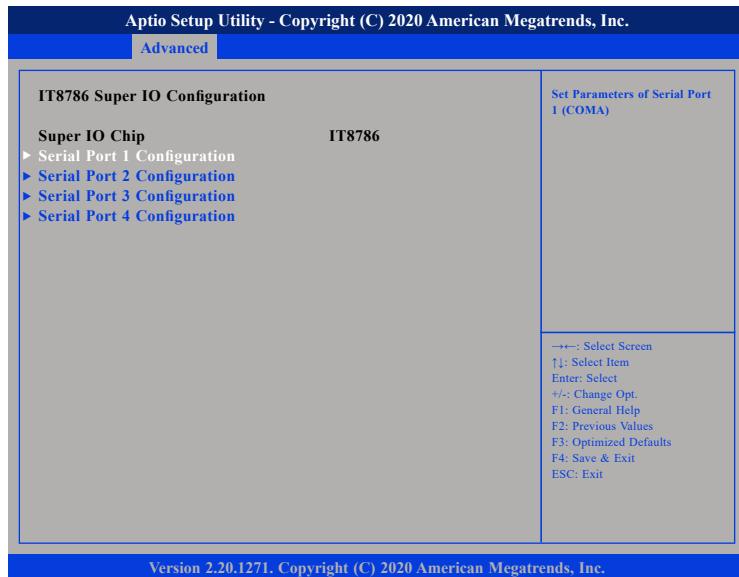 Aptio Setup Utility - Copyright (C) 2020 American Megatrends, Inc.
Advanced
IT8786 Super IO Configuration
Super IO Chip IT8786
▶ Serial Port 1 Configuration
▶ Serial Port 2 Configuration
▶ Serial Port 3 Configuration
▶ Serial Port 4 Configuration
Set Parameters of Serial Port
1 (COMA)
→←: Select Screen
↑↓: Select Item
Enter: Select
+/-: Change Opt.
F1: General Help
F2: Previous Values
F3: Optimized Defaults
F4: Save & Exit
ESC: Exit
Version 2.20.1271. Copyright (C) 2020 American Megatrends, Inc.